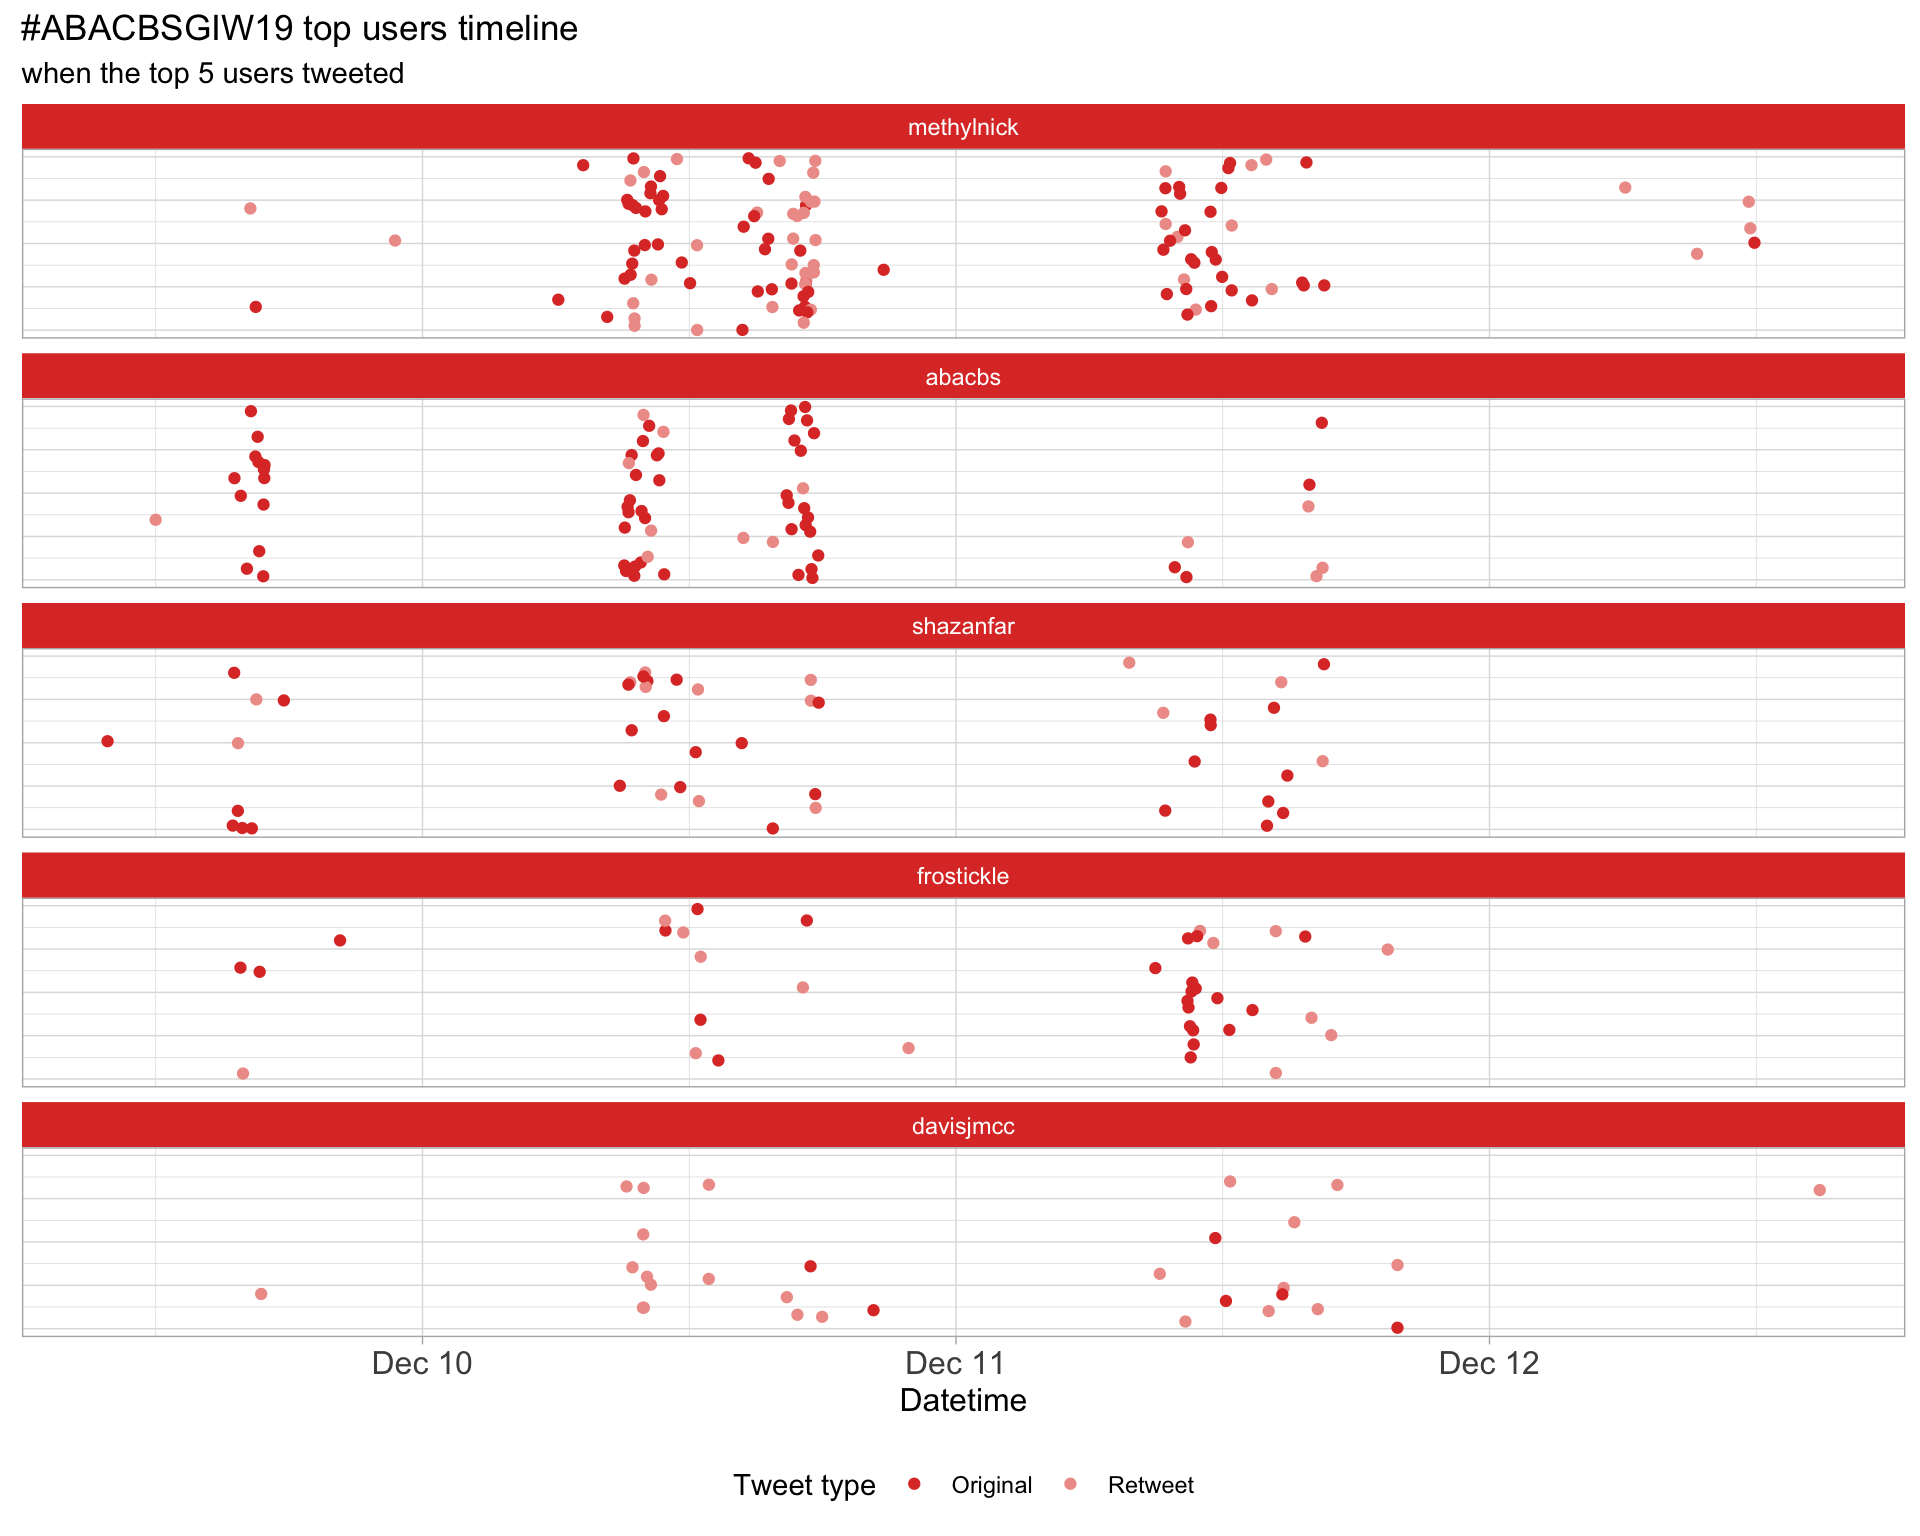 #ABACBSGIW19 top users timeline
when the top 5 users tweeted
methylnick
abacbs
shazanfar
frostickle
davisjmcc
Dec 10 Dec 11 Dec 12
Datetime
Tweet type Original Retweet